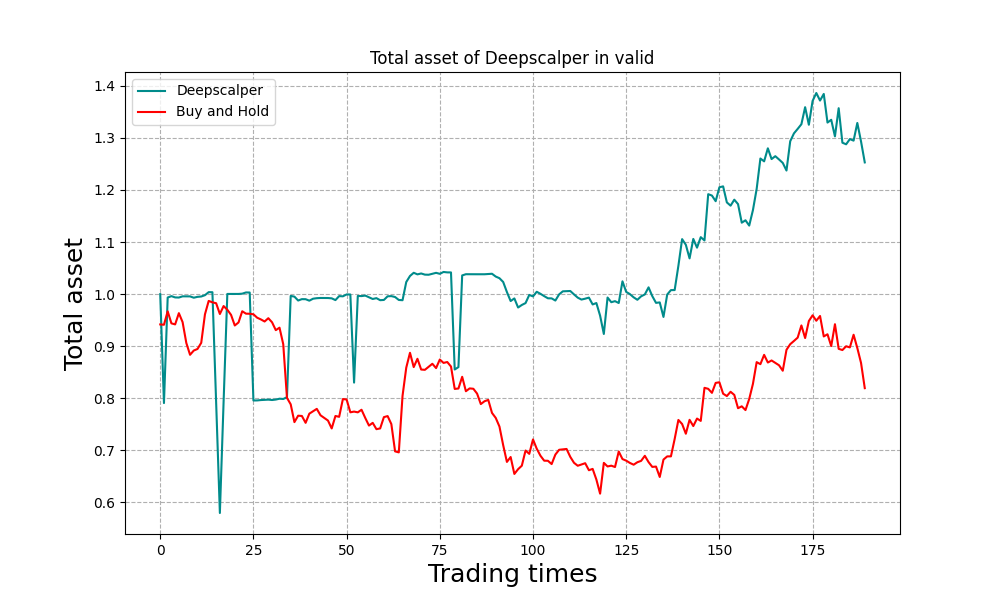 Total asset of Deepscalper in valid
Deepscalper
Buy and Hold
Total asset
1.4
1.3
1.2
1.1
1.0
0.9
0.8
0.7
0.6
0 25 50 75 100 125 150 175
Trading times